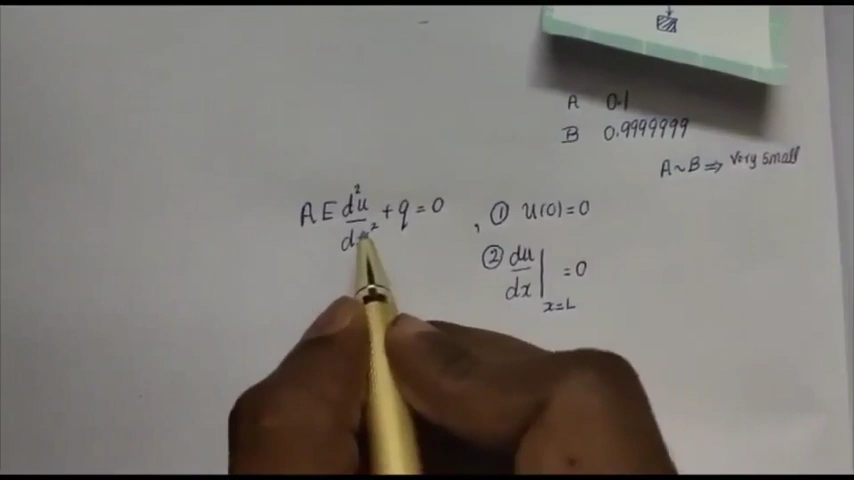 A 0.1
B 0.9999999
A ~ B ⇒ very small
AE d²u/dx² + q = 0 , ① u(0) = 0
② du/dx |x=L = 0